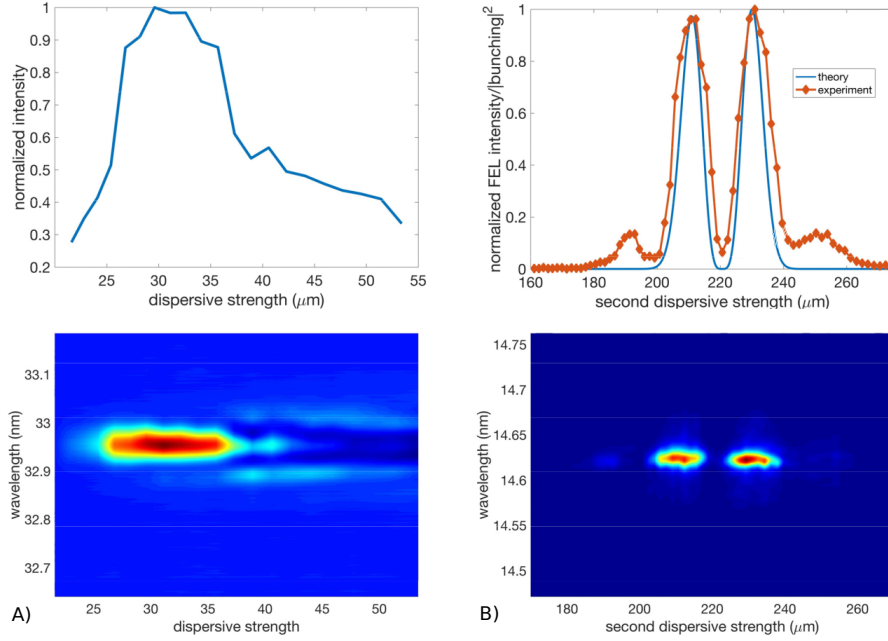 1
0.9
0.8
0.7
0.6
0.5
0.4
0.3
0.2
normalized intensity
25 30 35 40 45 50 55
dispersive strength (μm)
1
0.8
0.6
0.4
0.2
0
normalized FEL intensity/|bunching|²
theory
experiment
160 180 200 220 240 260
second dispersive strength (μm)
33.1
33
32.9
32.8
32.7
wavelength (nm)
25 30 35 40 45 50
dispersive strength
A)
14.75
14.7
14.65
14.6
14.55
14.5
wavelength (nm)
180 200 220 240 260
second dispersive strength (μm)
B)